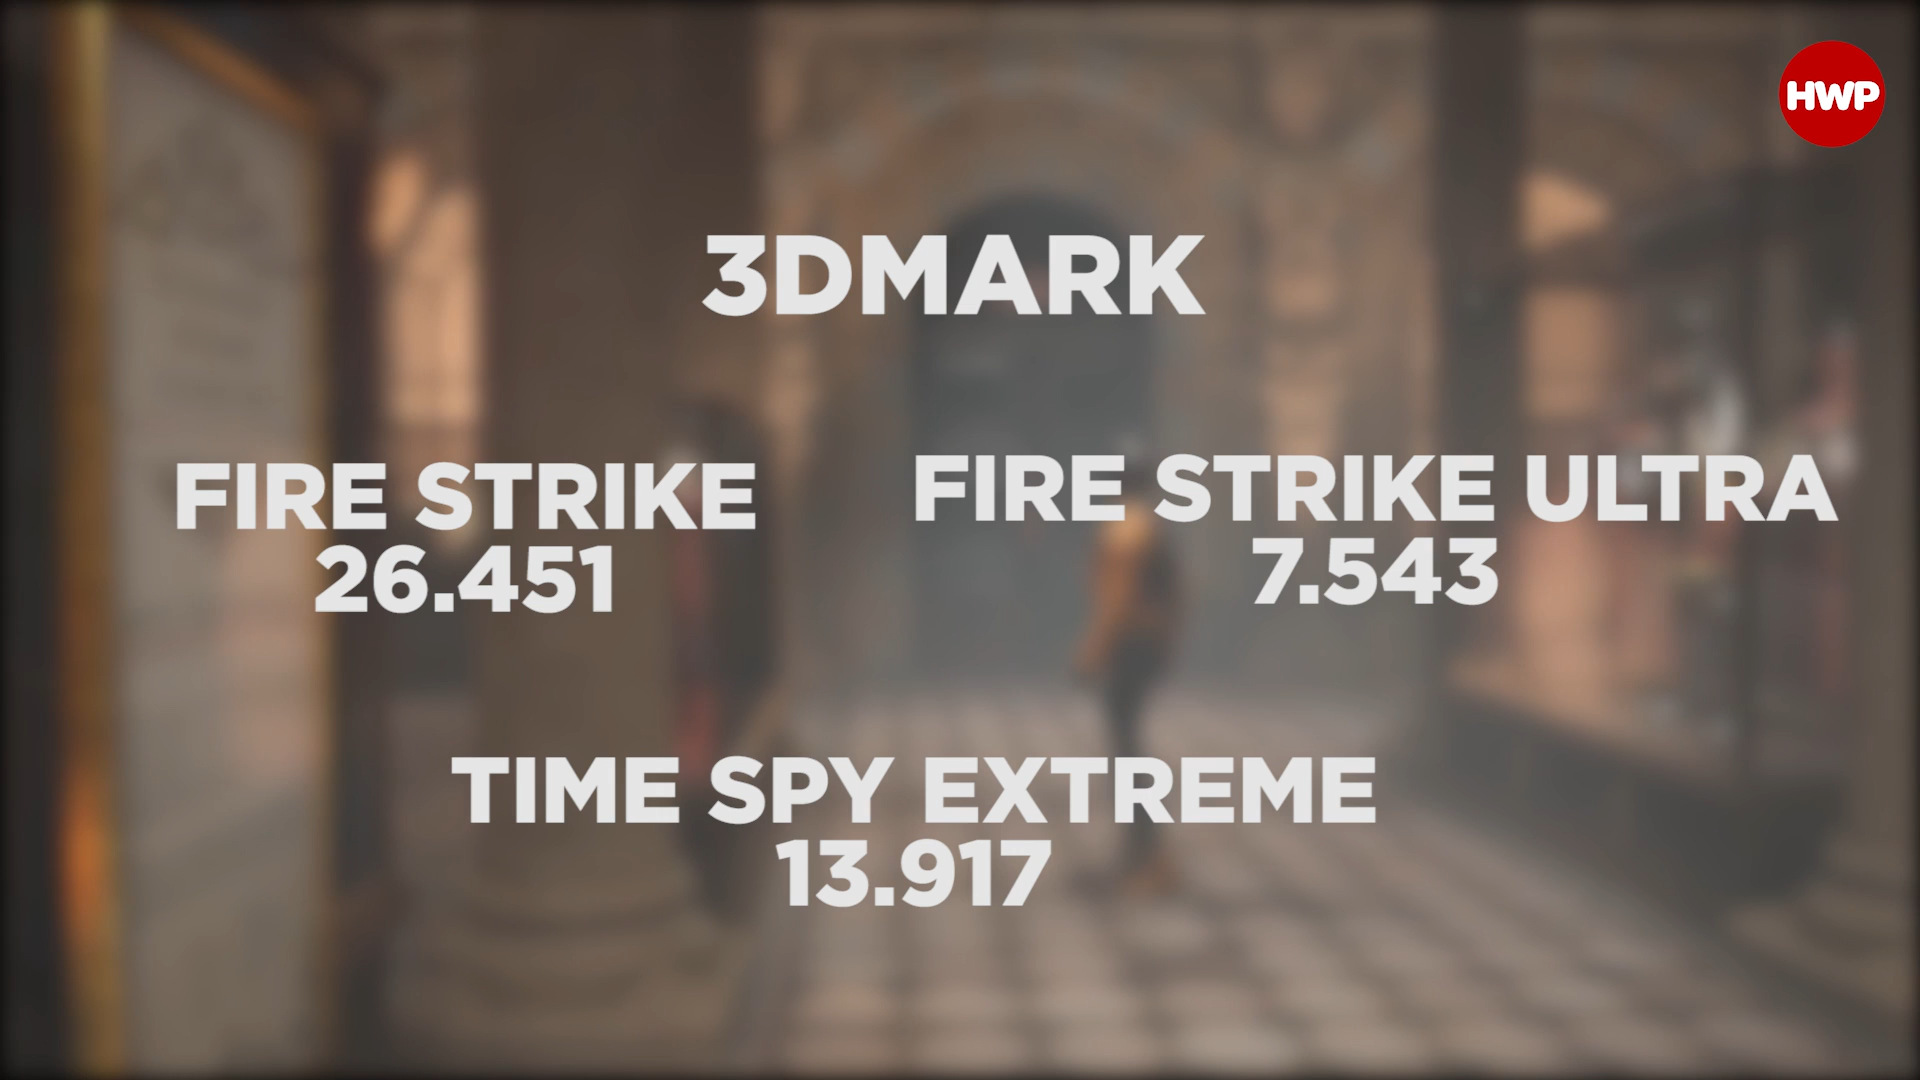 HWP
3DMARK
FIRE STRIKE
26.451
FIRE STRIKE ULTRA
7.543
TIME SPY EXTREME
13.917